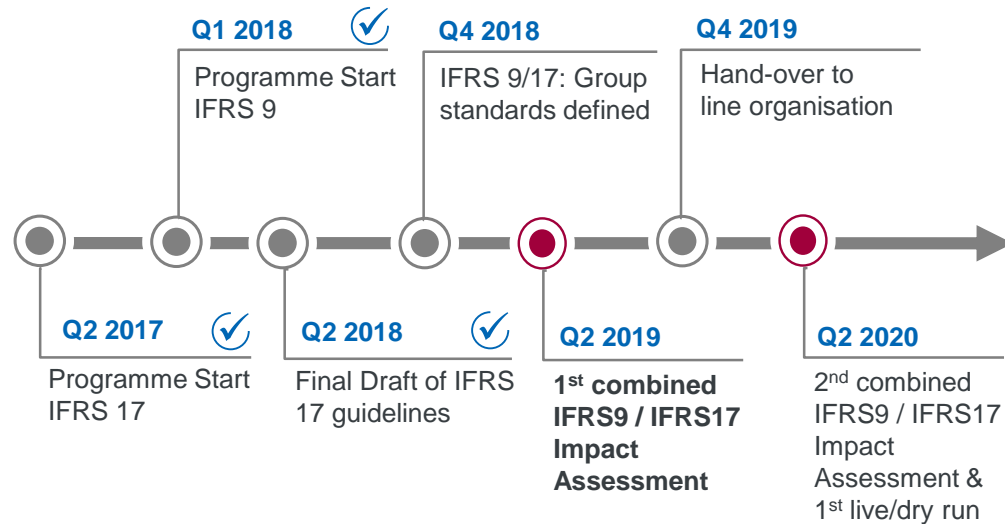 Q1 2018
Programme Start
IFRS 9
Q4 2018
IFRS 9/17: Group
standards defined
Q4 2019
Hand-over to
line organisation
Q2 2017
Programme Start
IFRS 17
Q2 2018
Final Draft of IFRS
17 guidelines
Q2 2019
1st combined
IFRS9 / IFRS17
Impact
Assessment
Q2 2020
2nd combined
IFRS9 / IFRS17
Impact
Assessment &
1st live/dry run